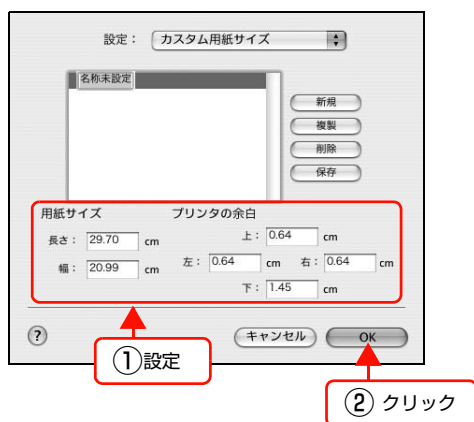 設定： カスタム用紙サイズ
名称未設定
新規
複製
削除
保存
用紙サイズ プリンタの余白
長さ： 29.70 cm 上： 0.64 cm
幅： 20.99 cm 左： 0.64 cm 右： 0.64 cm
下： 1.45 cm
? キャンセル OK
①設定
② クリック